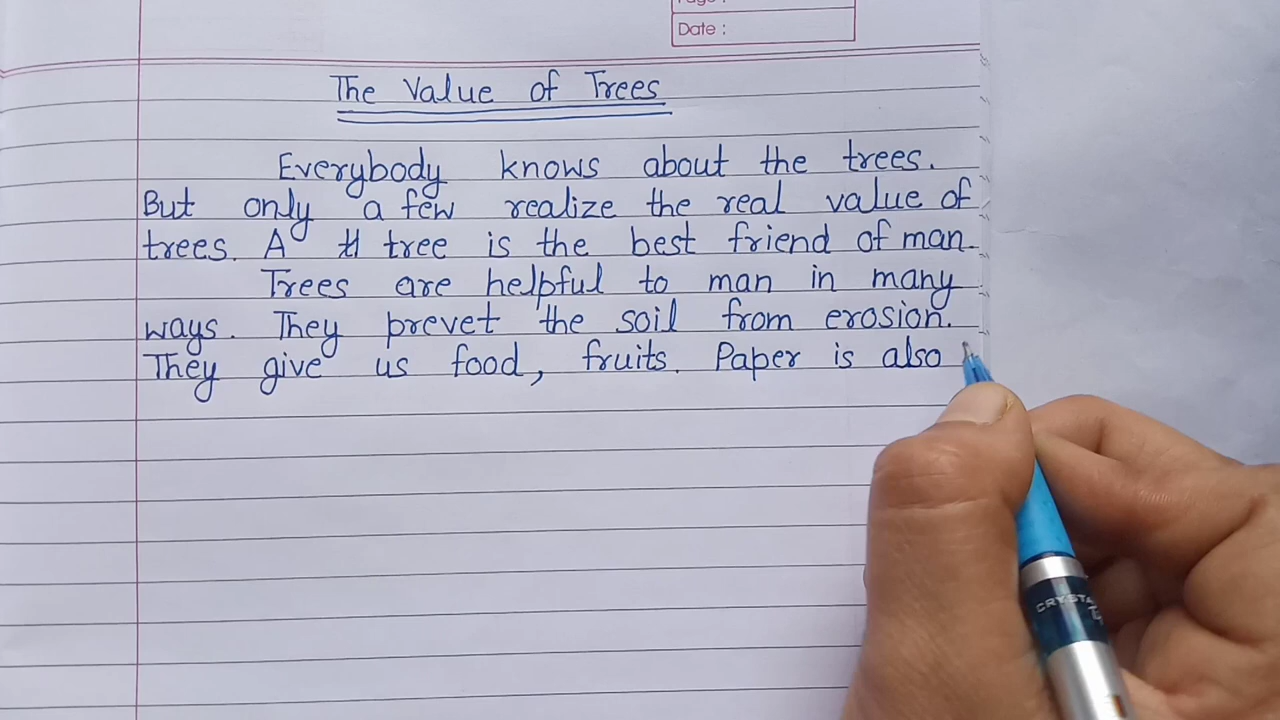 Date :
The Value of Trees
Everybody knows about the trees.
But only a few realize the real value of
trees. A tree is the best friend of man.
Trees are helpful to man in many
ways. They prevet the soil from erosion.
They give us food, fruits. Paper is also